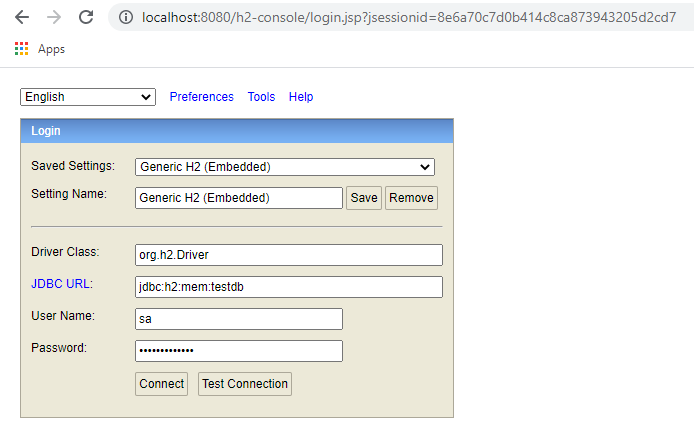 localhost:8080/h2-console/login.jsp?jsessionid=8e6a70c7d0b414c8ca873943205d2cd7
Apps
English Preferences Tools Help
Login
Saved Settings: Generic H2 (Embedded)
Setting Name: Generic H2 (Embedded) Save Remove
Driver Class: org.h2.Driver
JDBC URL: jdbc:h2:mem:testdb
User Name: sa
Password: •••••••••••••
Connect Test Connection